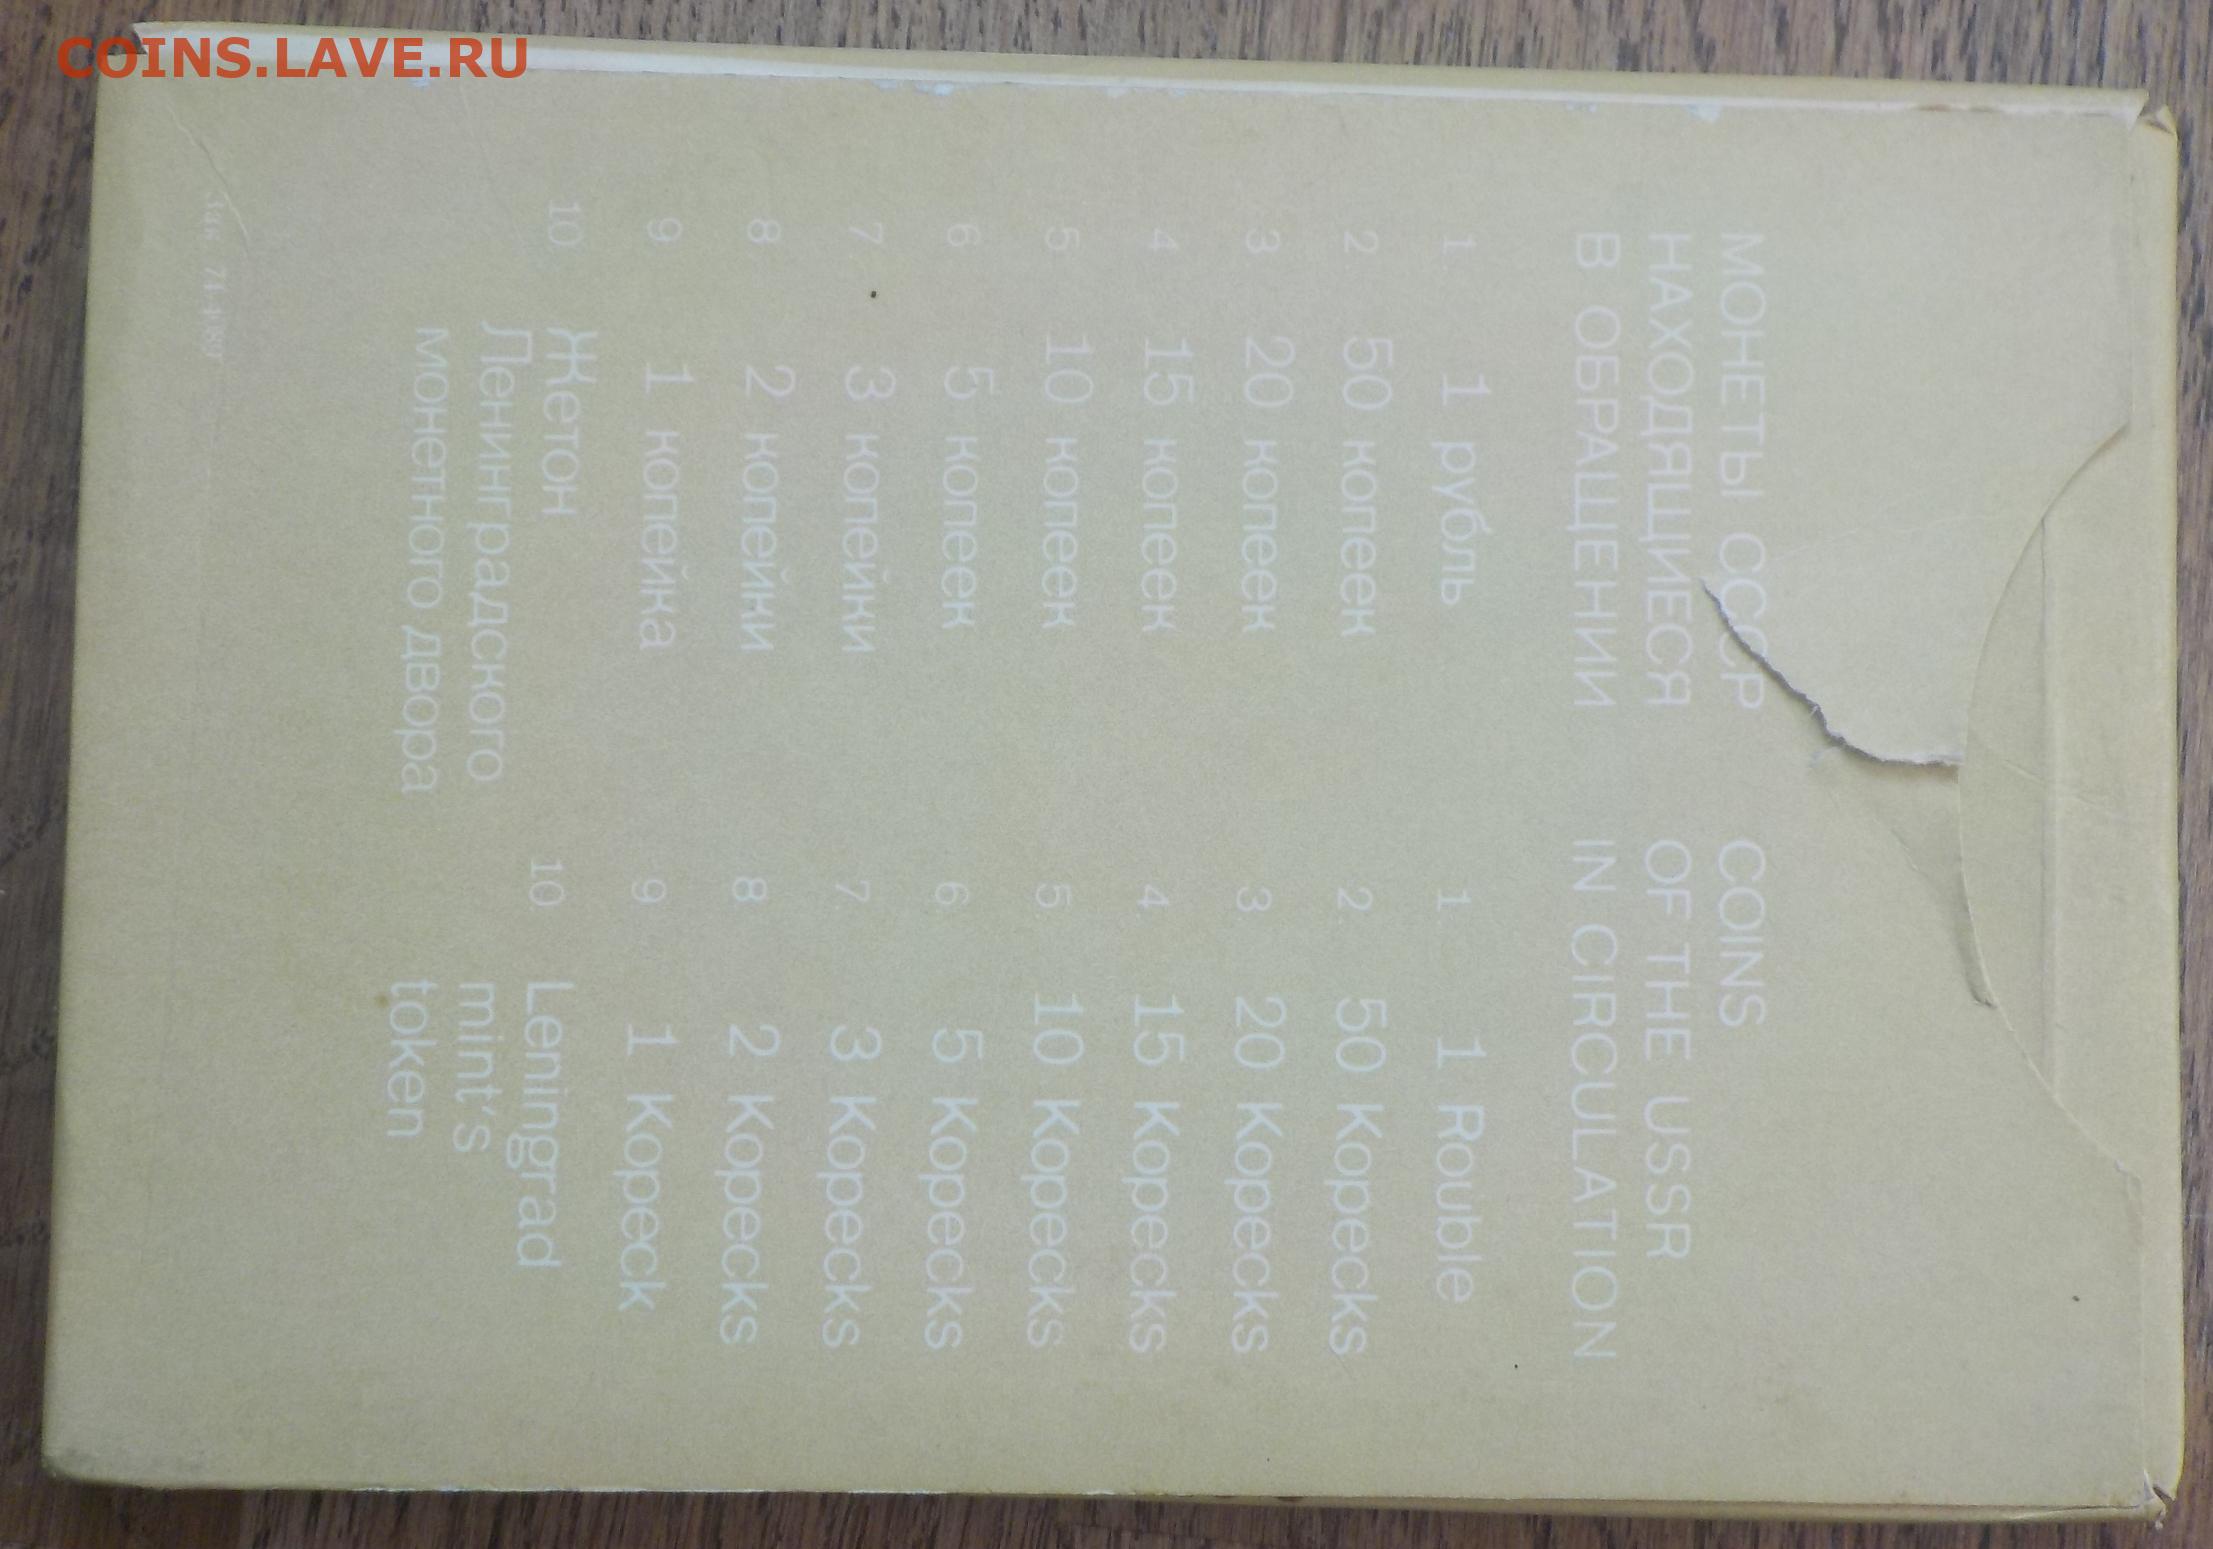 COINS.LAVE.RU
МОНЕТЫ СССР
НАХОДЯЩИЕСЯ
В ОБРАЩЕНИИ
1. 1 рубль
2. 50 копеек
3. 20 копеек
4. 15 копеек
5. 10 копеек
6. 5 копеек
7. 3 копейки
8. 2 копейки
9. 1 копейка
10. Жетон
Ленинградского
монетного двора
COINS
OF THE USSR
IN CIRCULATION
1. 1 Rouble
2. 50 Kopecks
3. 20 Kopecks
4. 15 Kopecks
5. 10 Kopecks
6. 5 Kopecks
7. 3 Kopecks
8. 2 Kopecks
9. 1 Kopeck
10. Leningrad
mint's
token